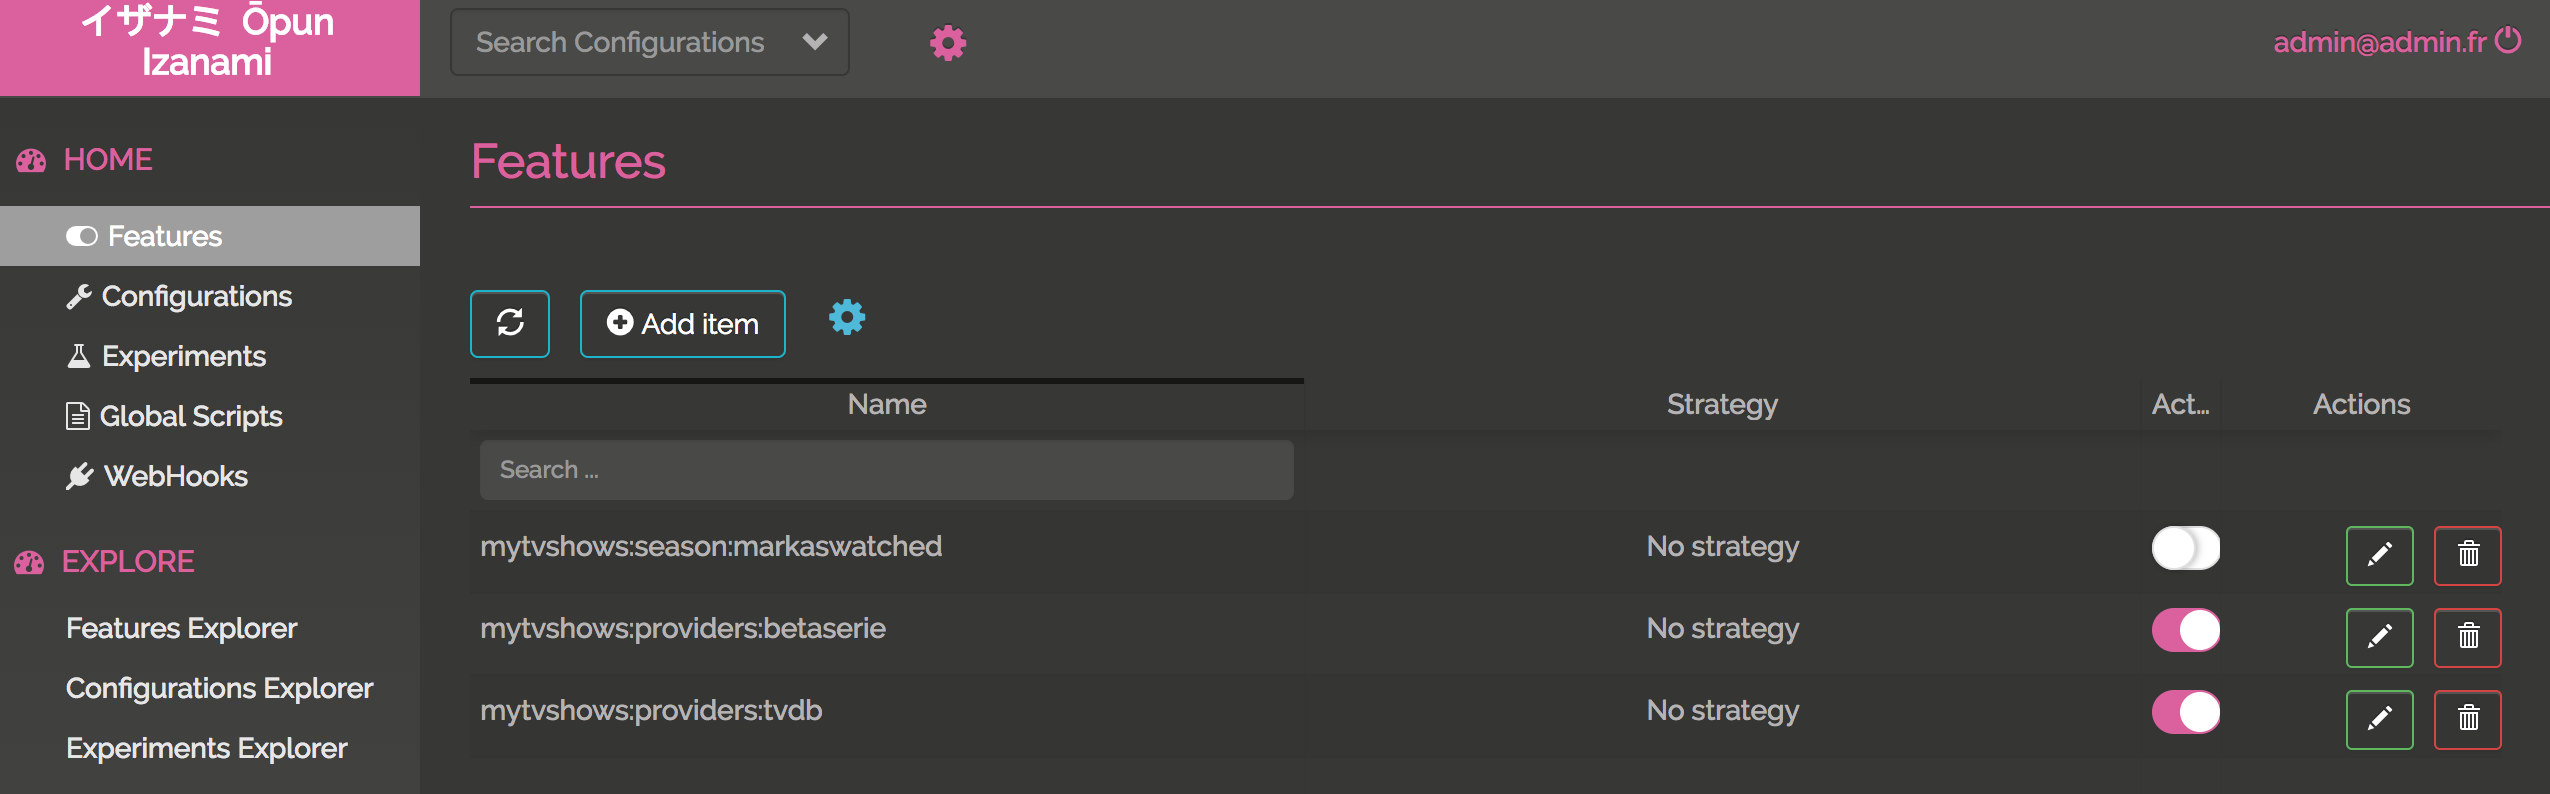 イザナミ Ōpun
Izanami
Search Configurations
admin@admin.fr
HOME
Features
Configurations
Experiments
Global Scripts
WebHooks
EXPLORE
Features Explorer
Configurations Explorer
Experiments Explorer
Features
Add item
Name Strategy Act... Actions
Search ...
mytvshows:season:markaswatched No strategy
mytvshows:providers:betaserie No strategy
mytvshows:providers:tvdb No strategy